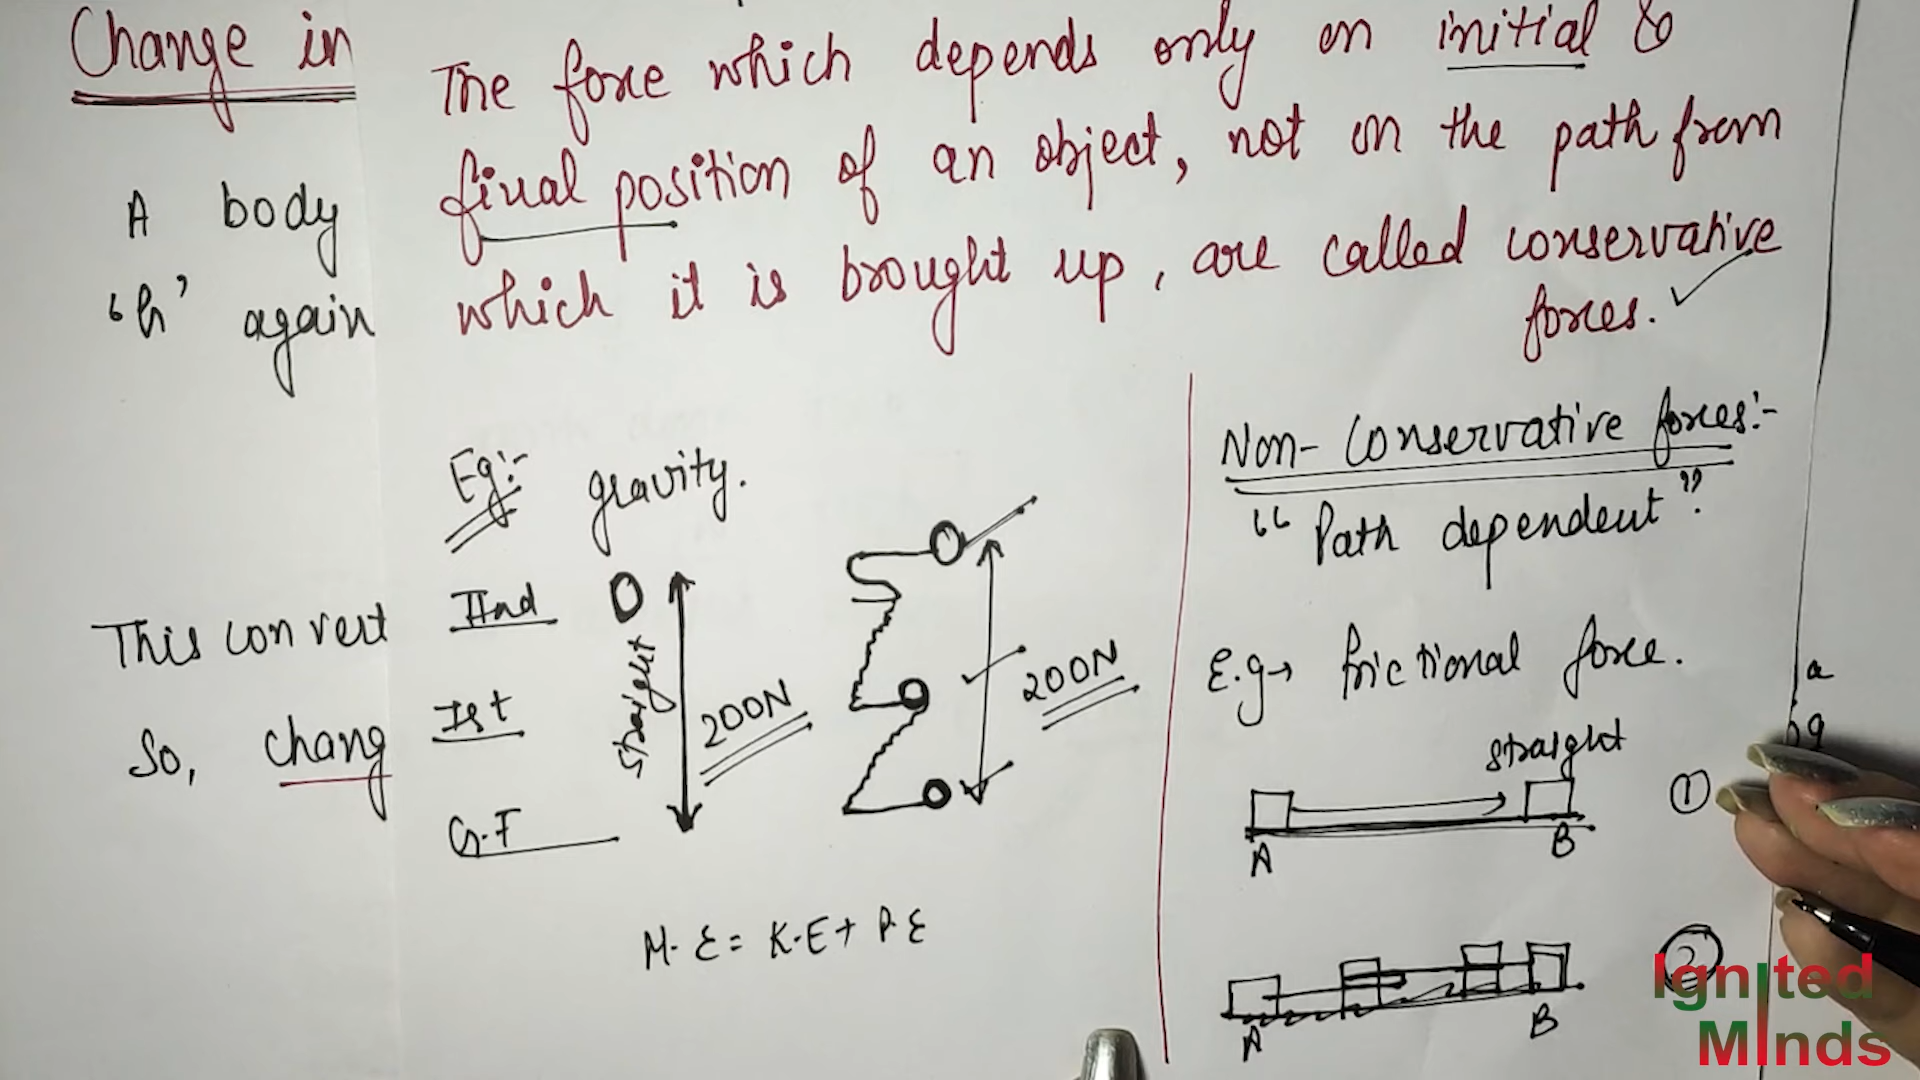 Change in
A body
'h' again
This convert
So, chang
The force which depends only on initial &
final position of an object, not on the path from
which it is brought up, are called conservative
forces.
Eg:- gravity.
IInd
Ist
G.F
straight
200N
200N
M.E = K.E + P.E
Non-Conservative forces:-
"Path dependent".
E.g→ frictional force.
straight
A B
1
A B
2
a
Ignited
Minds